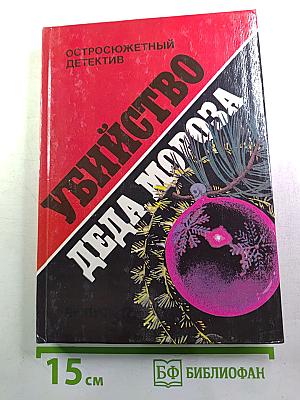 ОСТРОСЮЖЕТНЫЙ
ДЕТЕКТИВ
УБИЙСТВО
ДЕДА МОРОЗА
15 см
БФ БИБЛИОФАН